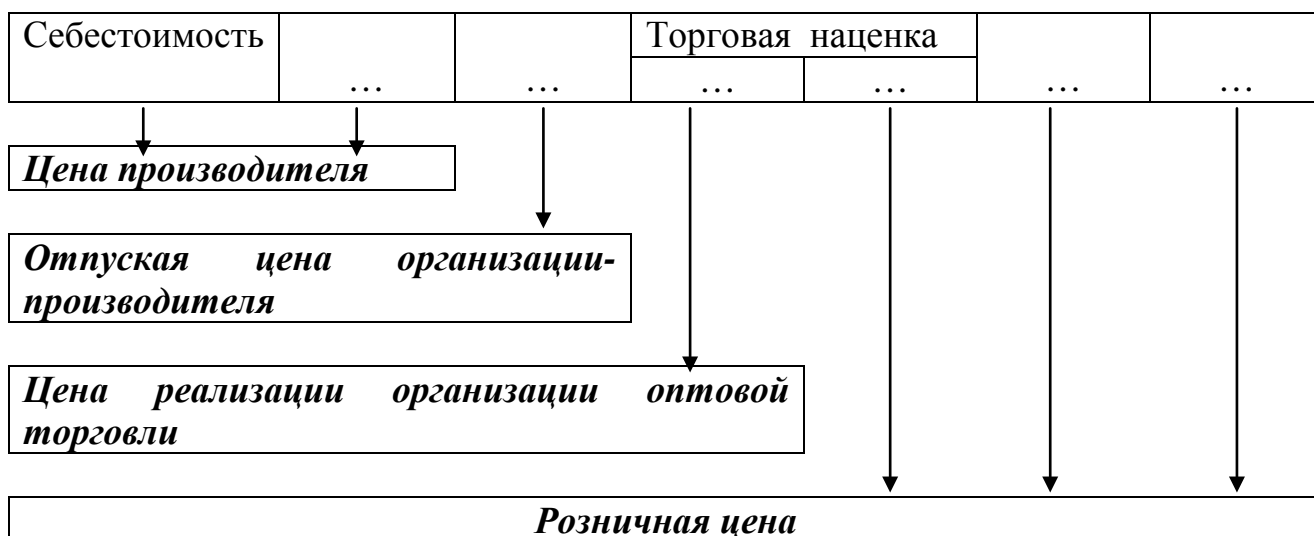 Себестоимость Торговая наценка
… … … … … …
Цена производителя
Отпуская цена организации-
производителя
Цена реализации организации оптовой
торговли
Розничная цена